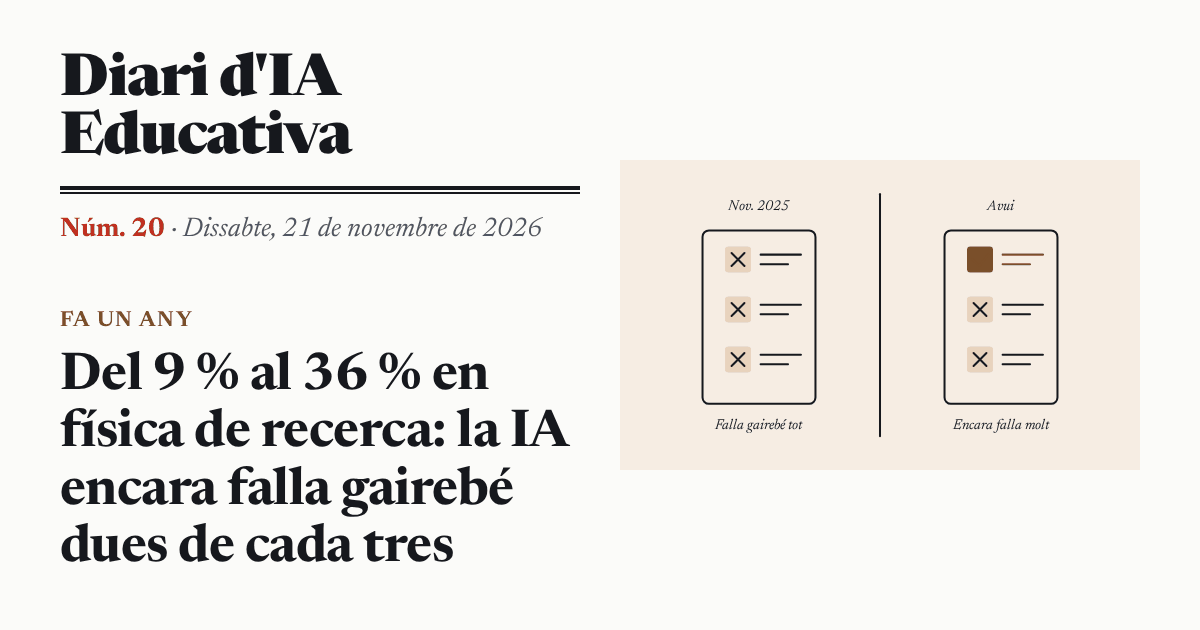 Diari d'IA
Educativa
Núm. 20 · Dissabte, 21 de novembre de 2026
FA UN ANY
Del 9 % al 36 % en
física de recerca: la IA
encara falla gairebé
dues de cada tres
Nov. 2025
Falla gairebé tot
Avui
Encara falla molt